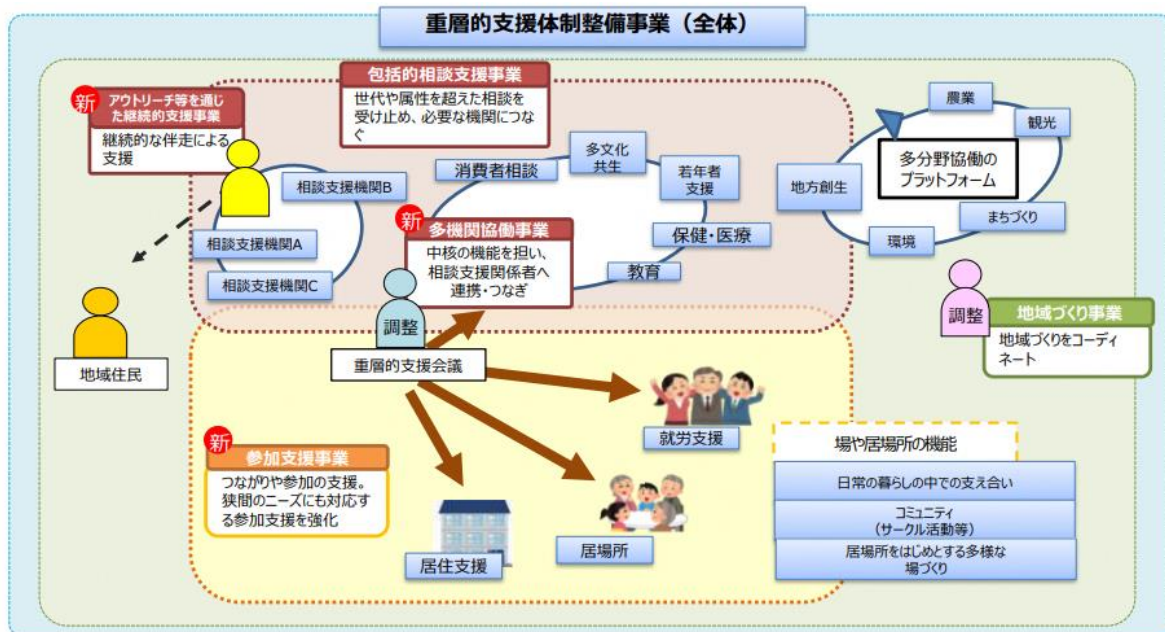 重層的支援体制整備事業（全体）
新
アウトリーチ等を通じ
た継続的支援事業
継続的な伴走による
支援
包括的相談支援事業
世代や属性を超えた相談を
受け止め、必要な機関につな
ぐ
相談支援機関B
相談支援機関A
相談支援機関C
消費者相談
多文化
共生
若年者
支援
保健・医療
教育
新
多機関協働事業
中核の機能を担い、
相談支援関係者へ
連携・つなぎ
調整
重層的支援会議
地域住民
農業
観光
多分野協働の
プラットフォーム
地方創生
まちづくり
環境
調整
地域づくり事業
地域づくりをコーディ
ネート
新
参加支援事業
つながりや参加の支援。
狭間のニーズにも対応す
る参加支援を強化
就労支援
居場所
居住支援
場や居場所の機能
日常の暮らしの中での支え合い
コミュニティ
（サークル活動等）
居場所をはじめとする多様な
場づくり